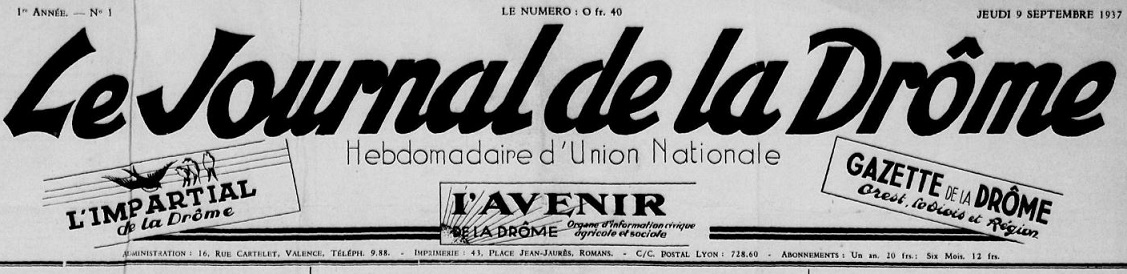 1re ANNÉE. — No 1
LE NUMERO : O fr. 40
JEUDI 9 SEPTEMBRE 1937
Le Journal de la Drôme
Hebdomadaire d'Union Nationale
L'IMPARTIAL
de la Drôme
l'AVENIR
DE LA DRÔME
Organe d'information civique
agricole et sociale
GAZETTE DE LA DRÔME
Crest, le Diois et Région
ADMINISTRATION : 16, RUE CARTELET, VALENCE, TÉLÉPH. 9.88. - IMPRIMERIE : 43, PLACE JEAN-JAURÈS, ROMANS. - C/C. POSTAL LYON : 728.60 - ABONNEMENTS : Un an, 20 frs. ; Six Mois, 12 frs.